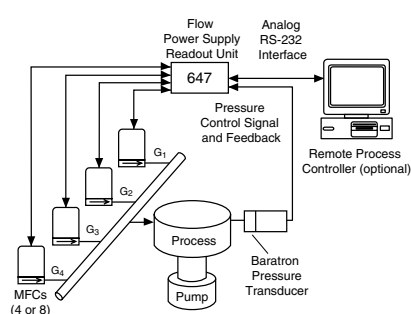 Flow
Power Supply
Readout Unit
Analog
RS-232
Interface
647
Pressure
Control Signal
and Feedback
Remote Process
Controller (optional)
G1
G2
G3
G4
Process
Pump
Baratron
Pressure
Transducer
MFCs
(4 or 8)